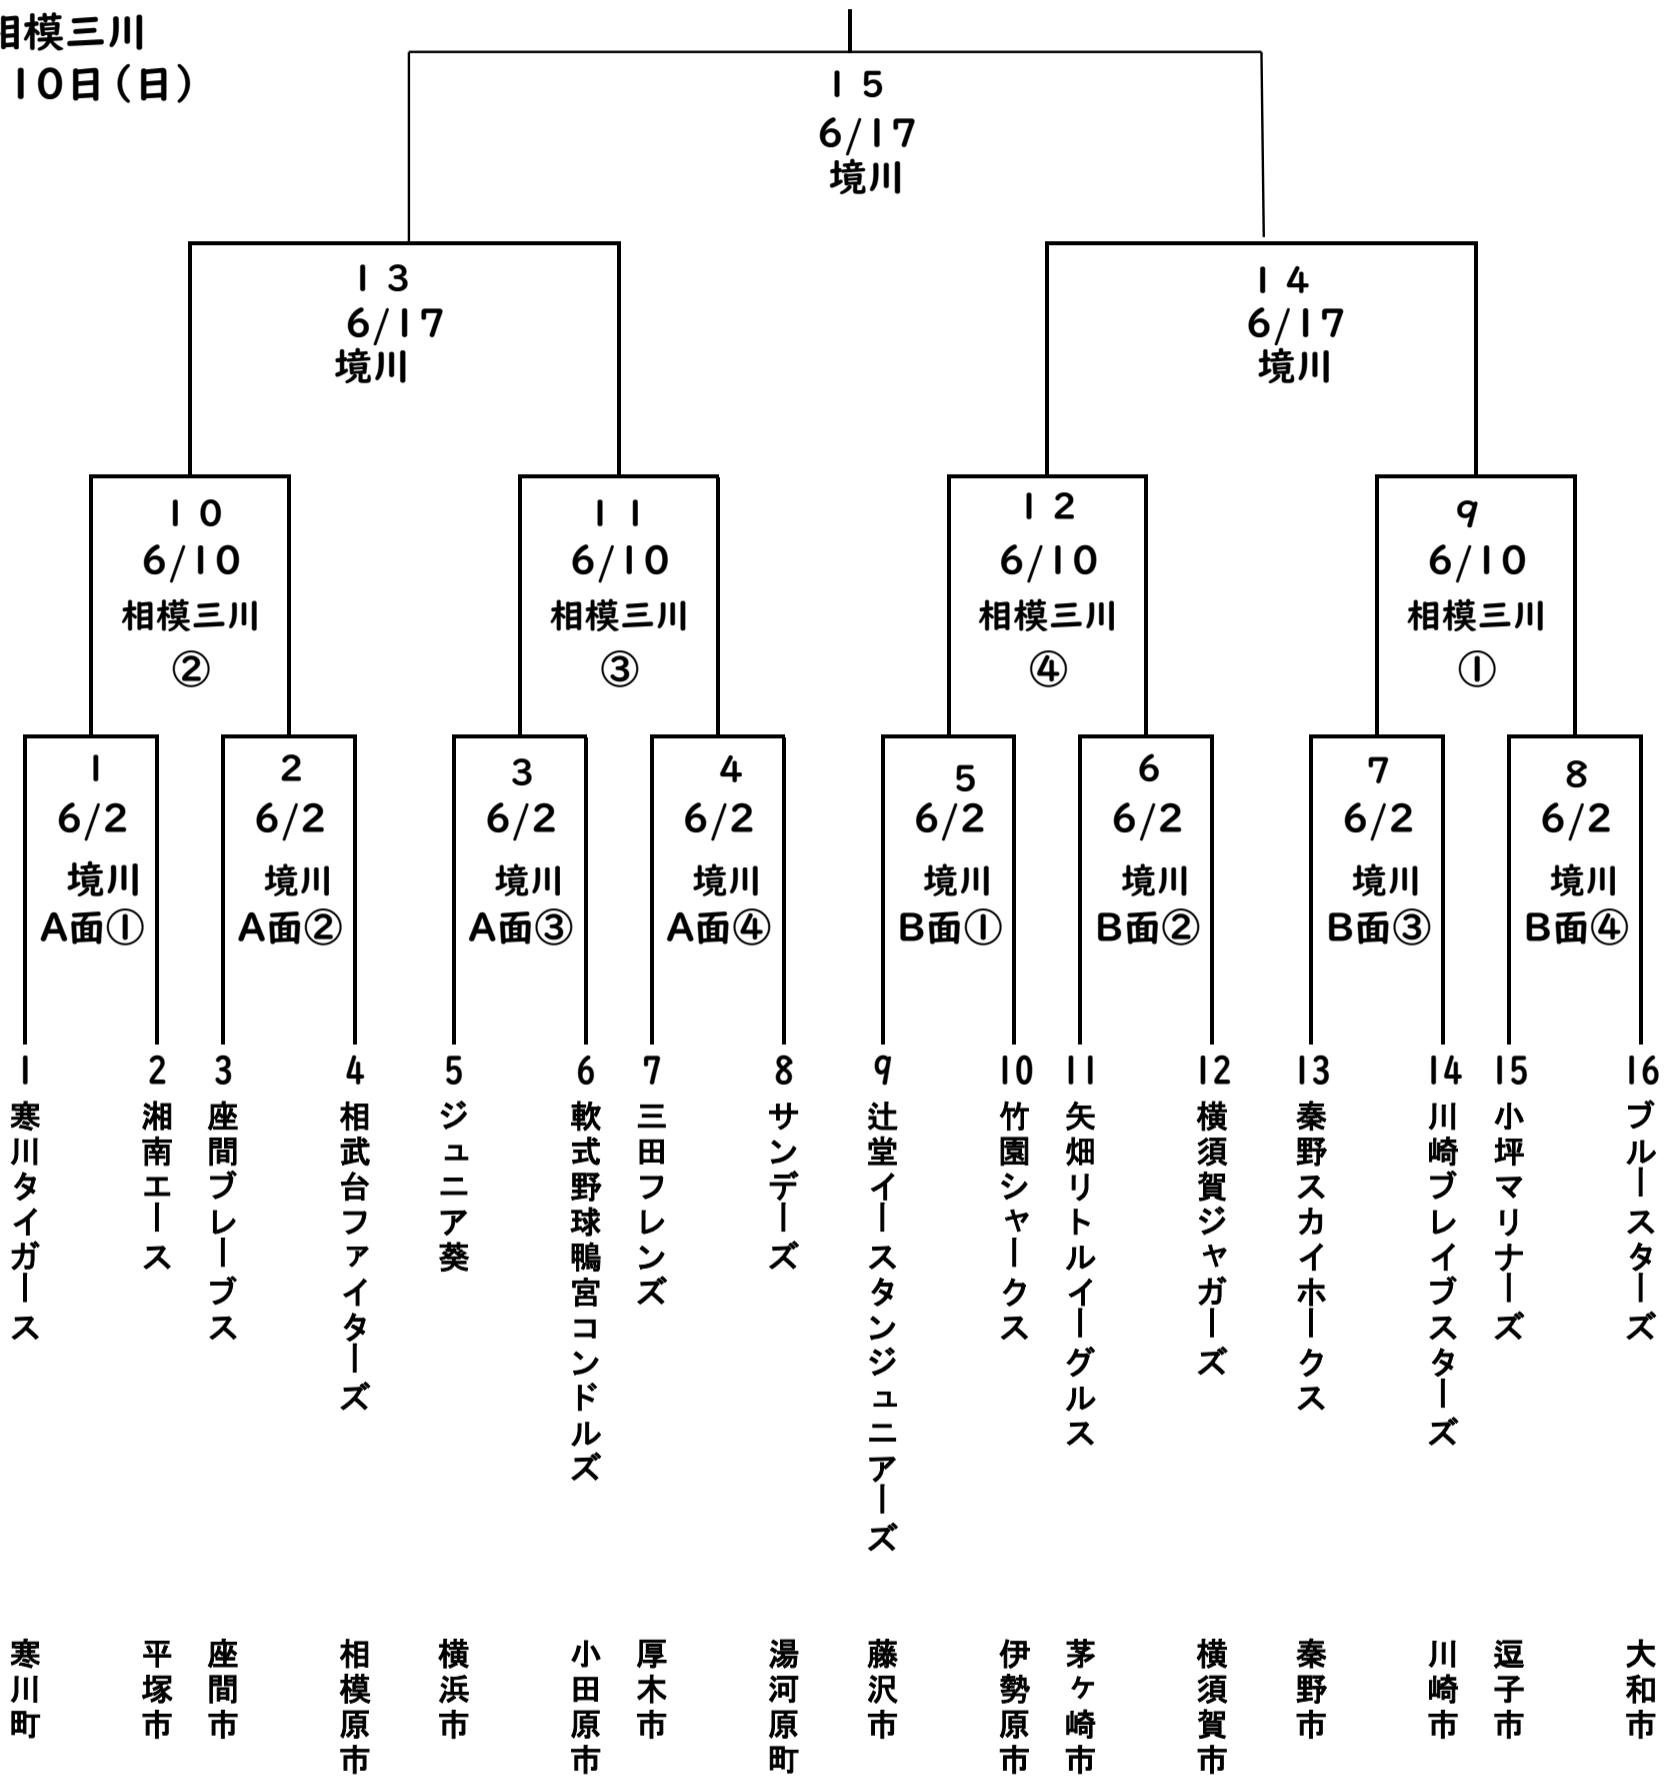 相模三川
10日(日)
15
6/17
境川
13
6/17
境川
14
6/17
境川
10
6/10
相模三川
②
11
6/10
相模三川
③
12
6/10
相模三川
④
9
6/10
相模三川
①
1
6/2
境川
A面①
2
6/2
境川
A面②
3
6/2
境川
A面③
4
6/2
境川
A面④
5
6/2
境川
B面①
6
6/2
境川
B面②
7
6/2
境川
B面③
8
6/2
境川
B面④
1
寒川タイガース
寒川町
2
湘南エース
平塚市
3
座間ブレーブス
座間市
4
相武台ファイターズ
相模原市
5
ジュニア葵
横浜市
6
軟式野球鴨宮コンドルズ
小田原市
7
三田フレンズ
厚木市
8
サンデーズ
湯河原町
9
辻堂イースタンジュニアーズ
藤沢市
10
竹園シャークス
伊勢原市
11
矢畑リトルイーグルス
茅ヶ崎市
12
横須賀ジャガーズ
横須賀市
13
秦野スカイホークス
秦野市
14
川崎ブレイブスターズ
川崎市
15
小坪マリナーズ
逗子市
16
ブルースターズ
大和市